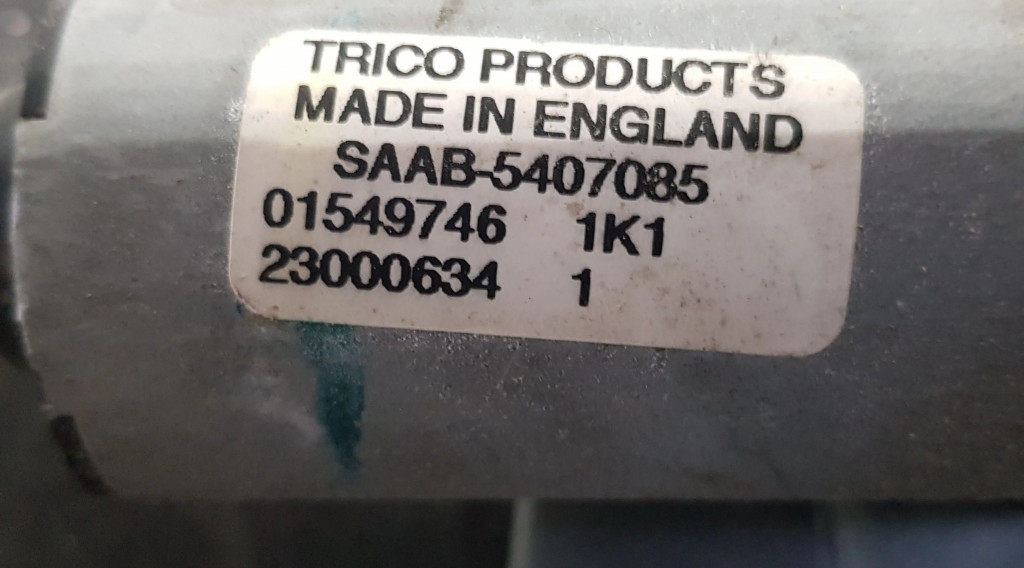 TRICO PRODUCTS
MADE IN ENGLAND
SAAB-5407085
01549746 1K1
23000634 1